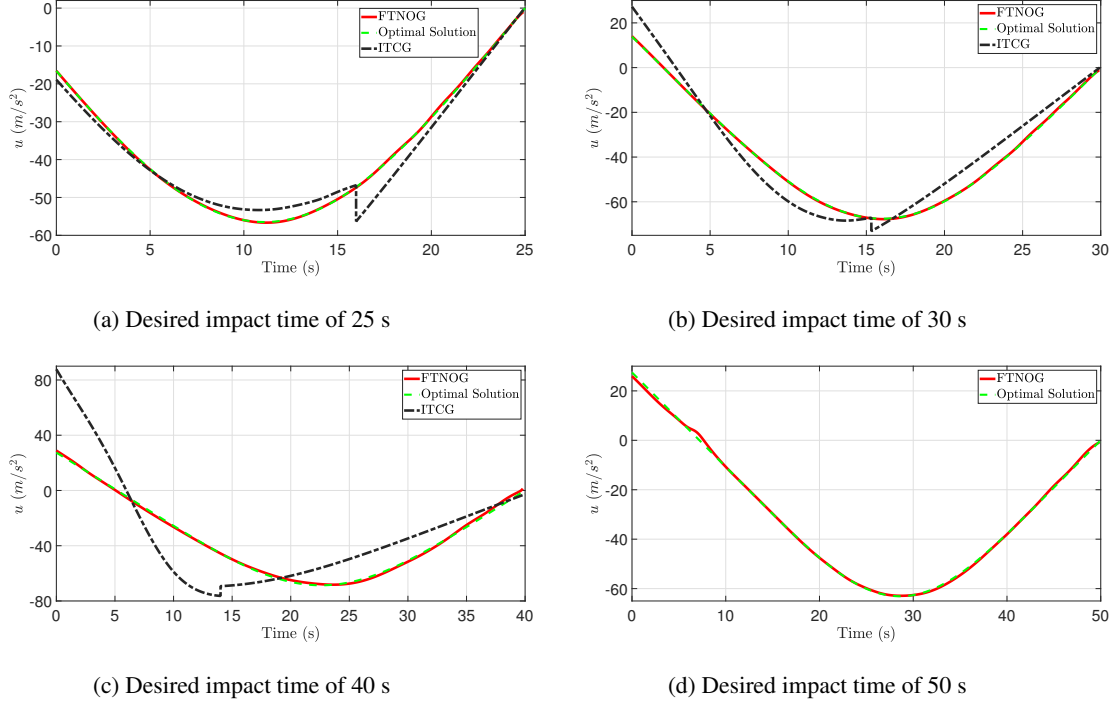 0
-10
-20
-30
-40
-50
-60
u (m/s²)
FTNOG
Optimal Solution
ITCG
0 5 10 15 20 25
Time (s)
(a) Desired impact time of 25 s
20
0
-20
-40
-60
u (m/s²)
FTNOG
Optimal Solution
ITCG
0 5 10 15 20 25 30
Time (s)
(b) Desired impact time of 30 s
80
40
0
-40
-80
u (m/s²)
FTNOG
Optimal Solution
ITCG
0 5 10 15 20 25 30 35 40
Time (s)
(c) Desired impact time of 40 s
20
0
-20
-40
-60
u (m/s²)
FTNOG
Optimal Solution
0 10 20 30 40 50
Time (s)
(d) Desired impact time of 50 s